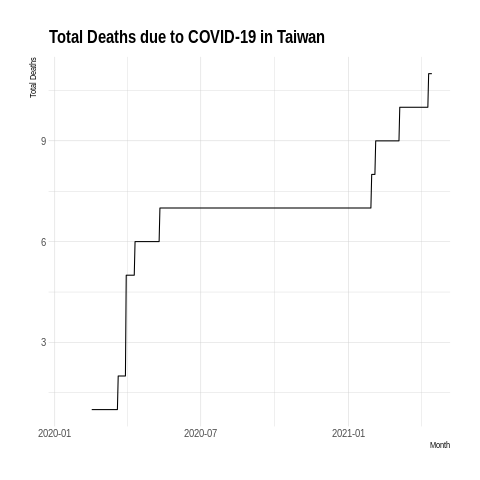 Total Deaths due to COVID-19 in Taiwan
Total Deaths
9
6
3
2020-01
2020-07
2021-01
Month